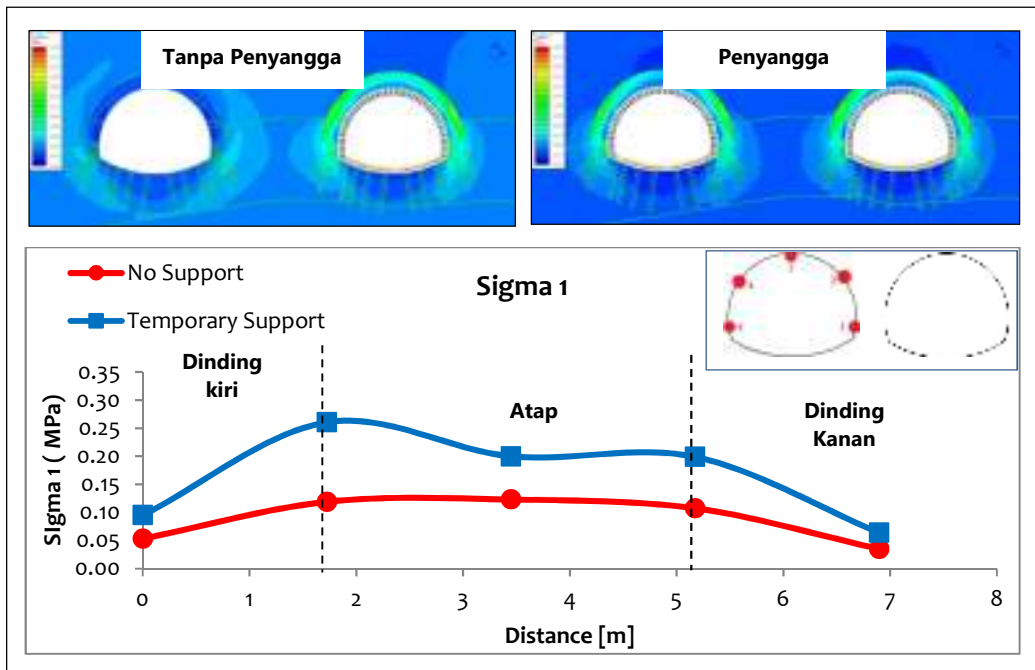 Tanpa Penyangga
Penyangga
No Support
Temporary Support
Sigma 1
Dinding
kiri
Atap
Dinding
Kanan
SIgma 1 ( MPa)
0.35
0.30
0.25
0.20
0.15
0.10
0.05
0.00
0 1 2 3 4 5 6 7 8
Distance [m]